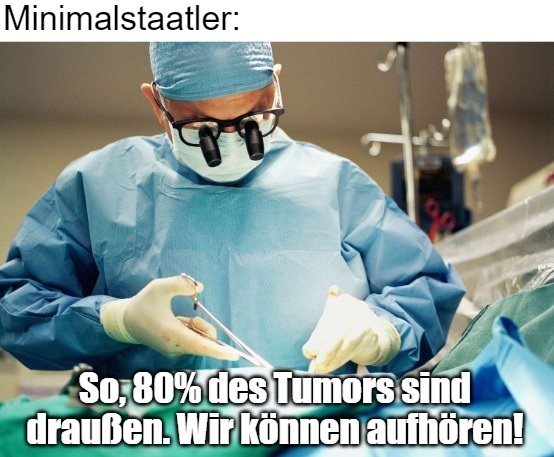 Minimalstaatler:
So, 80% des Tumors sind
draußen. Wir können aufhören!